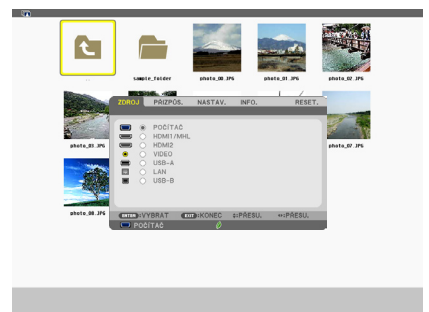 ..
sample_folder
photo_00.JPG
photo_01.JPG
photo_02.JPG
ZDROJ PŘIZPŮS. NASTAV. INFO. RESET.
POČÍTAČ
HDMI1/MHL
HDMI2
VIDEO
USB-A
LAN
USB-B
photo_03.JPG
photo_07.JPG
photo_08.JPG
ENTER :VYBRAT EXIT :KONEC ↕:PŘESU. ↔:PŘESU.
POČÍTAČ